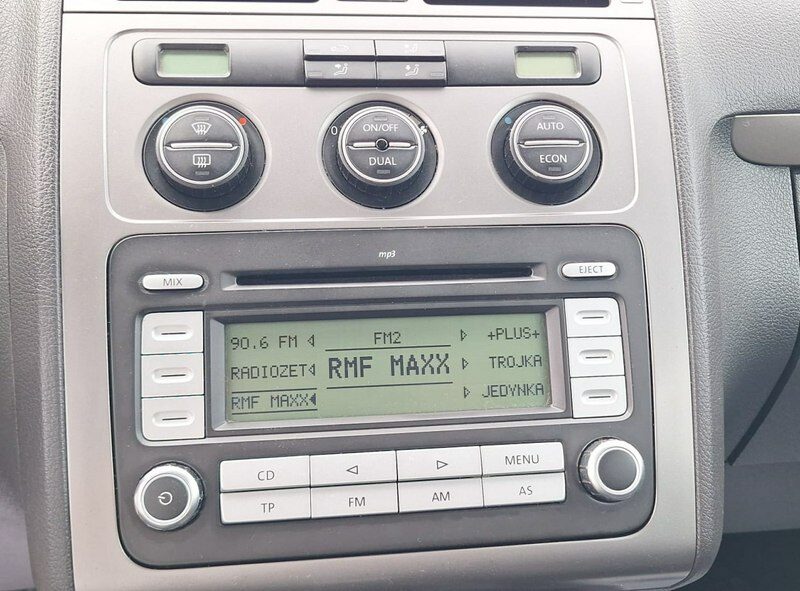 0 ON/OFF
DUAL
AUTO
ECON
mp3
MIX
EJECT
90.6 FM FM2 +PLUS+
RADIOZET RMF MAXX TROJKA
RMF MAXX JEDYNKA
CD MENU
TP FM AM AS